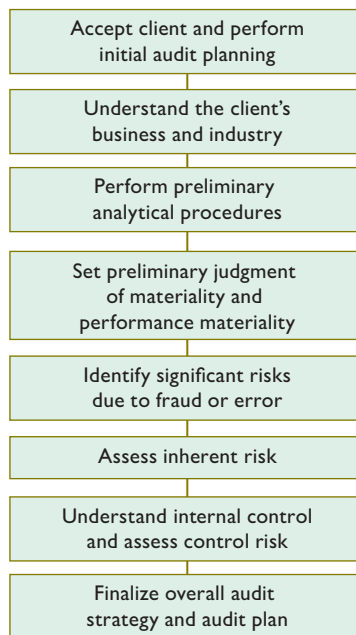 Accept client and perform
initial audit planning
Understand the client's
business and industry
Perform preliminary
analytical procedures
Set preliminary judgment
of materiality and
performance materiality
Identify significant risks
due to fraud or error
Assess inherent risk
Understand internal control
and assess control risk
Finalize overall audit
strategy and audit plan